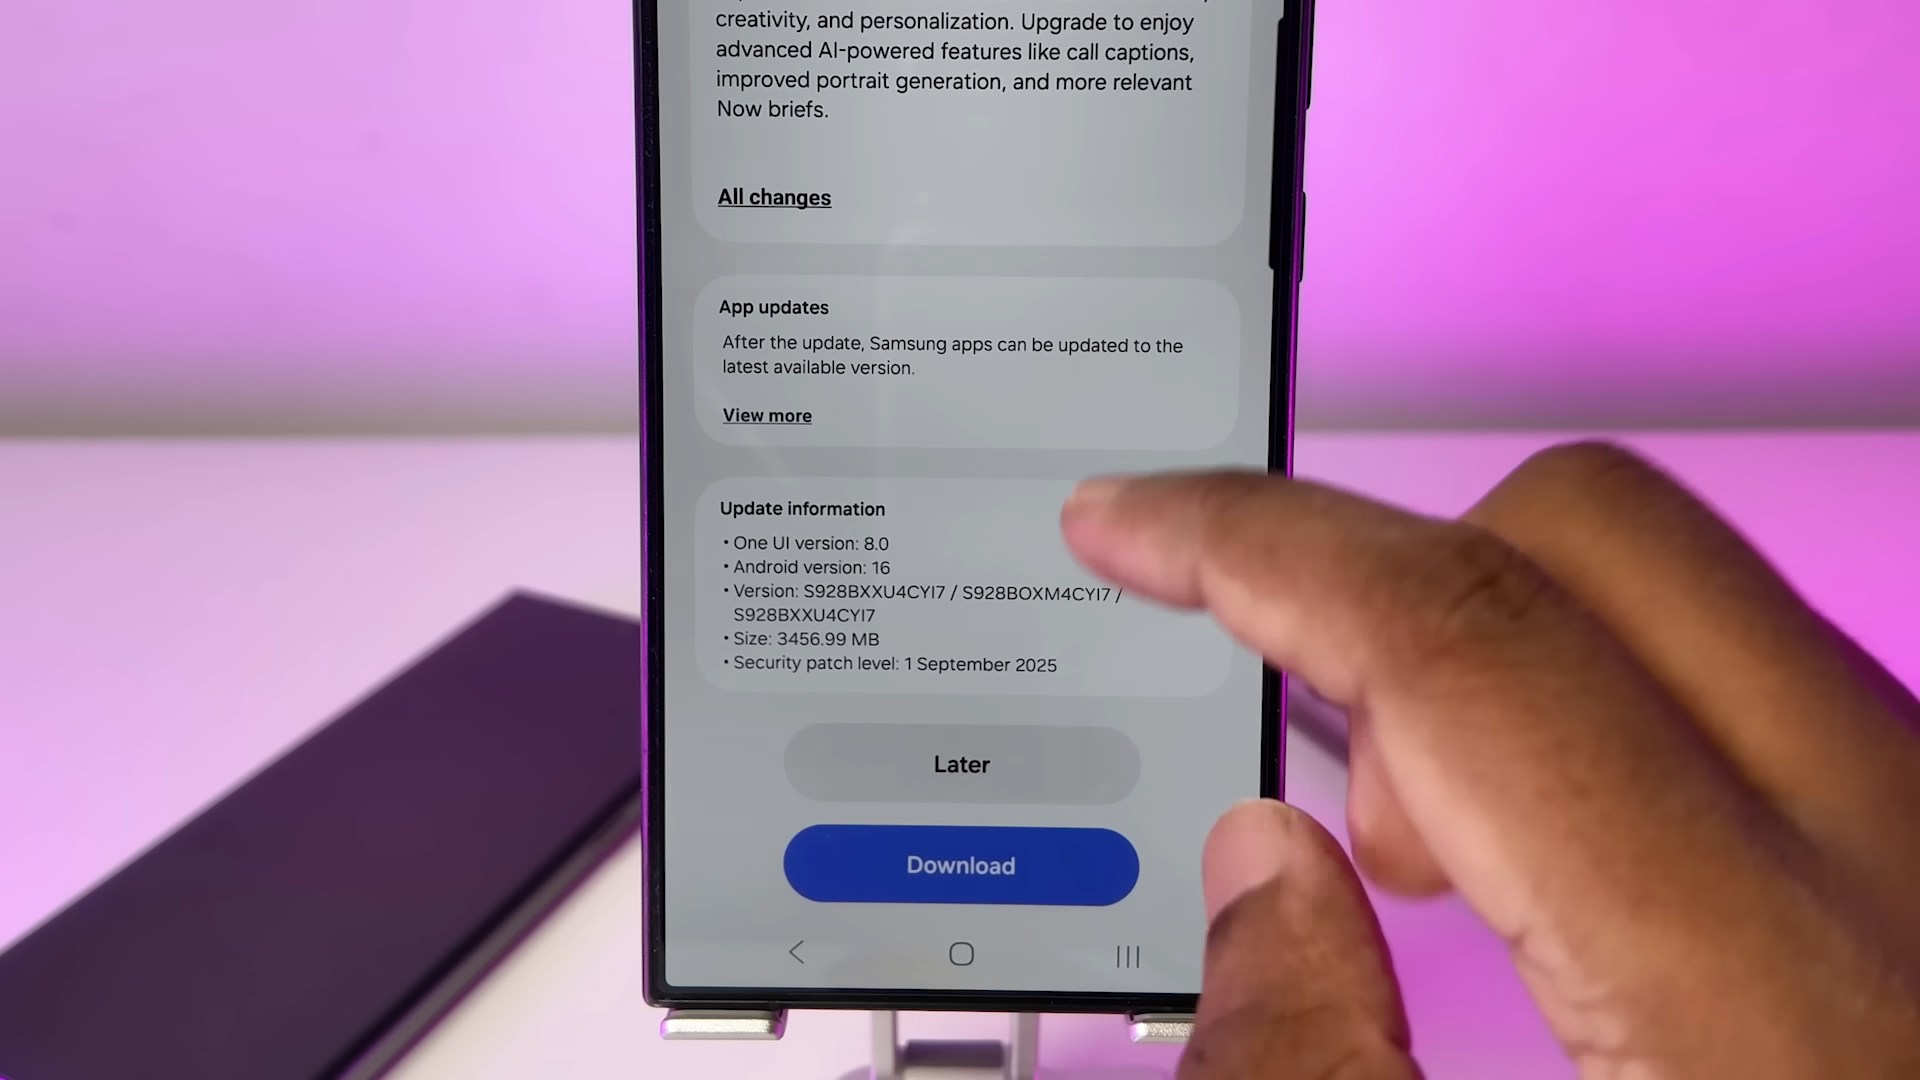 creativity, and personalization. Upgrade to enjoy
advanced AI-powered features like call captions,
improved portrait generation, and more relevant
Now briefs.
All changes
App updates
After the update, Samsung apps can be updated to the
latest available version.
View more
Update information
• One UI version: 8.0
• Android version: 16
• Version: S928BXXU4CYI7 / S928BOXM4CYI7 /
S928BXXU4CYI7
• Size: 3456.99 MB
• Security patch level: 1 September 2025
Later
Download